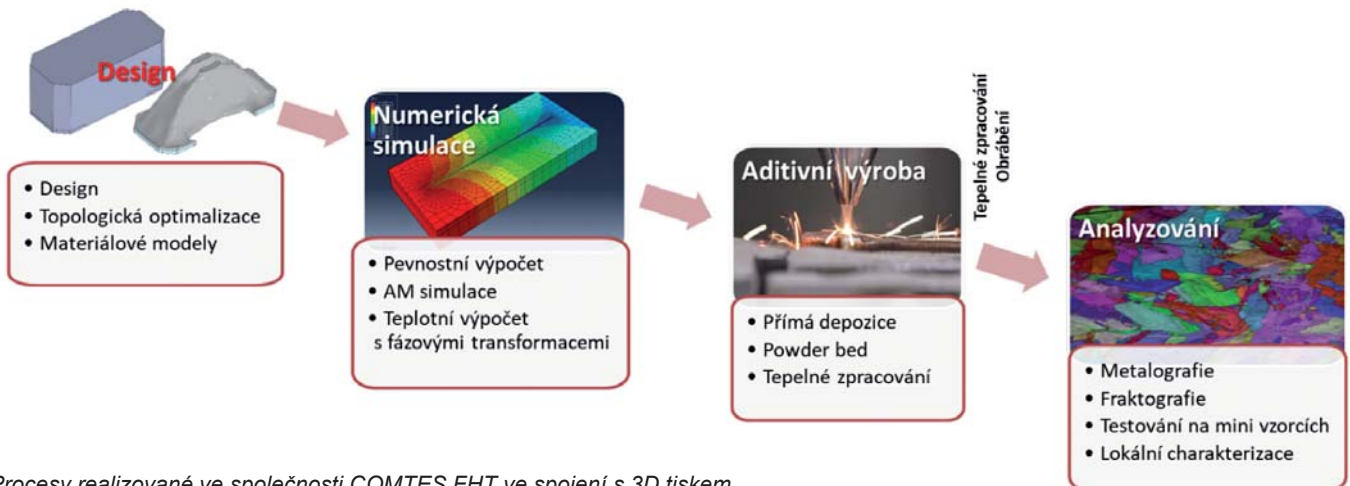 Design
• Design
• Topologická optimalizace
• Materiálové modely
Numerická
simulace
• Pevnostní výpočet
• AM simulace
• Teplotní výpočet
s fázovými transformacemi
Aditivní výroba
• Přímá depozice
• Powder bed
• Tepelné zpracování
Tepelné zpracování
Obrábění
Analyzování
• Metalografie
• Fraktografie
• Testování na mini vzorcích
• Lokální charakterizace
Procesy realizované ve společnosti COMTES FHT ve spojení s 3D tiskem